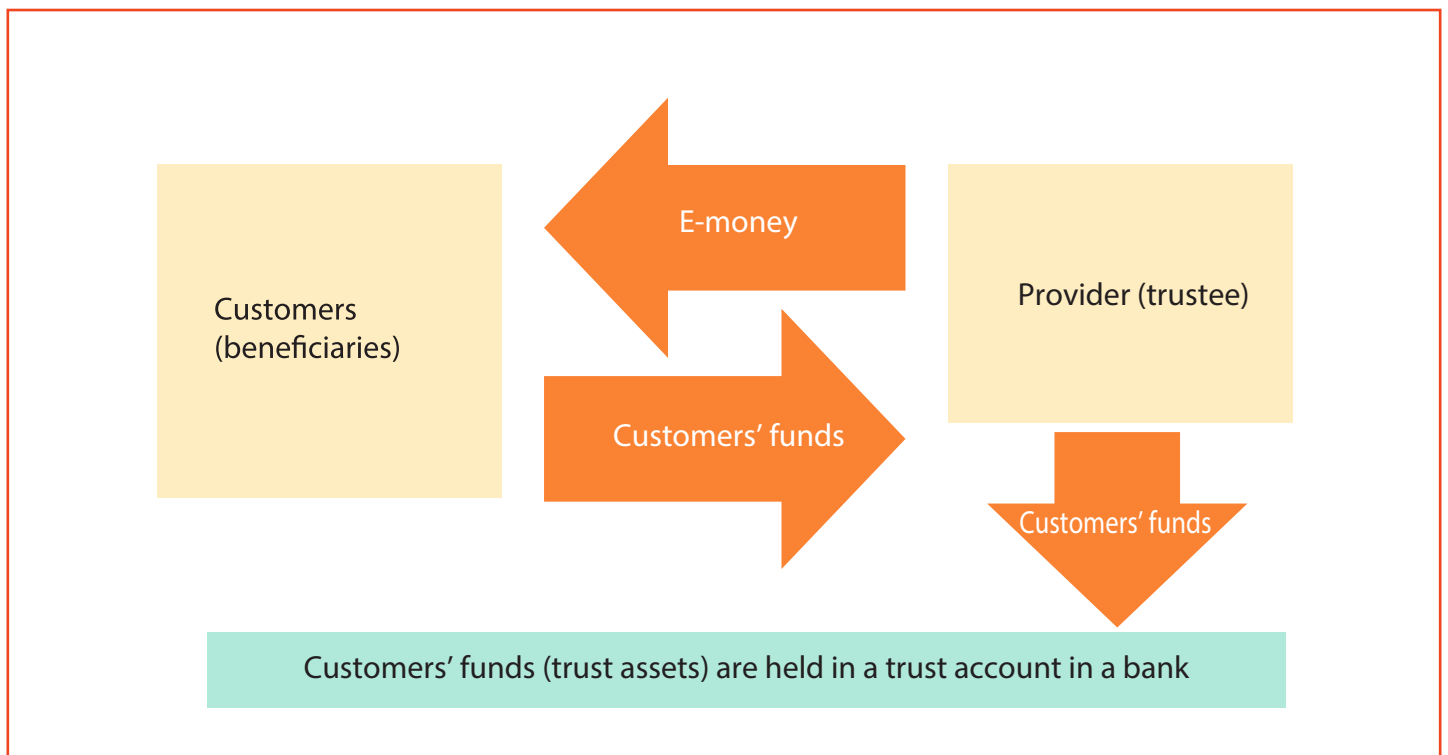 E-money
Customers
(beneficiaries)
Provider (trustee)
Customers’ funds
Customers’ funds
Customers’ funds (trust assets) are held in a trust account in a bank